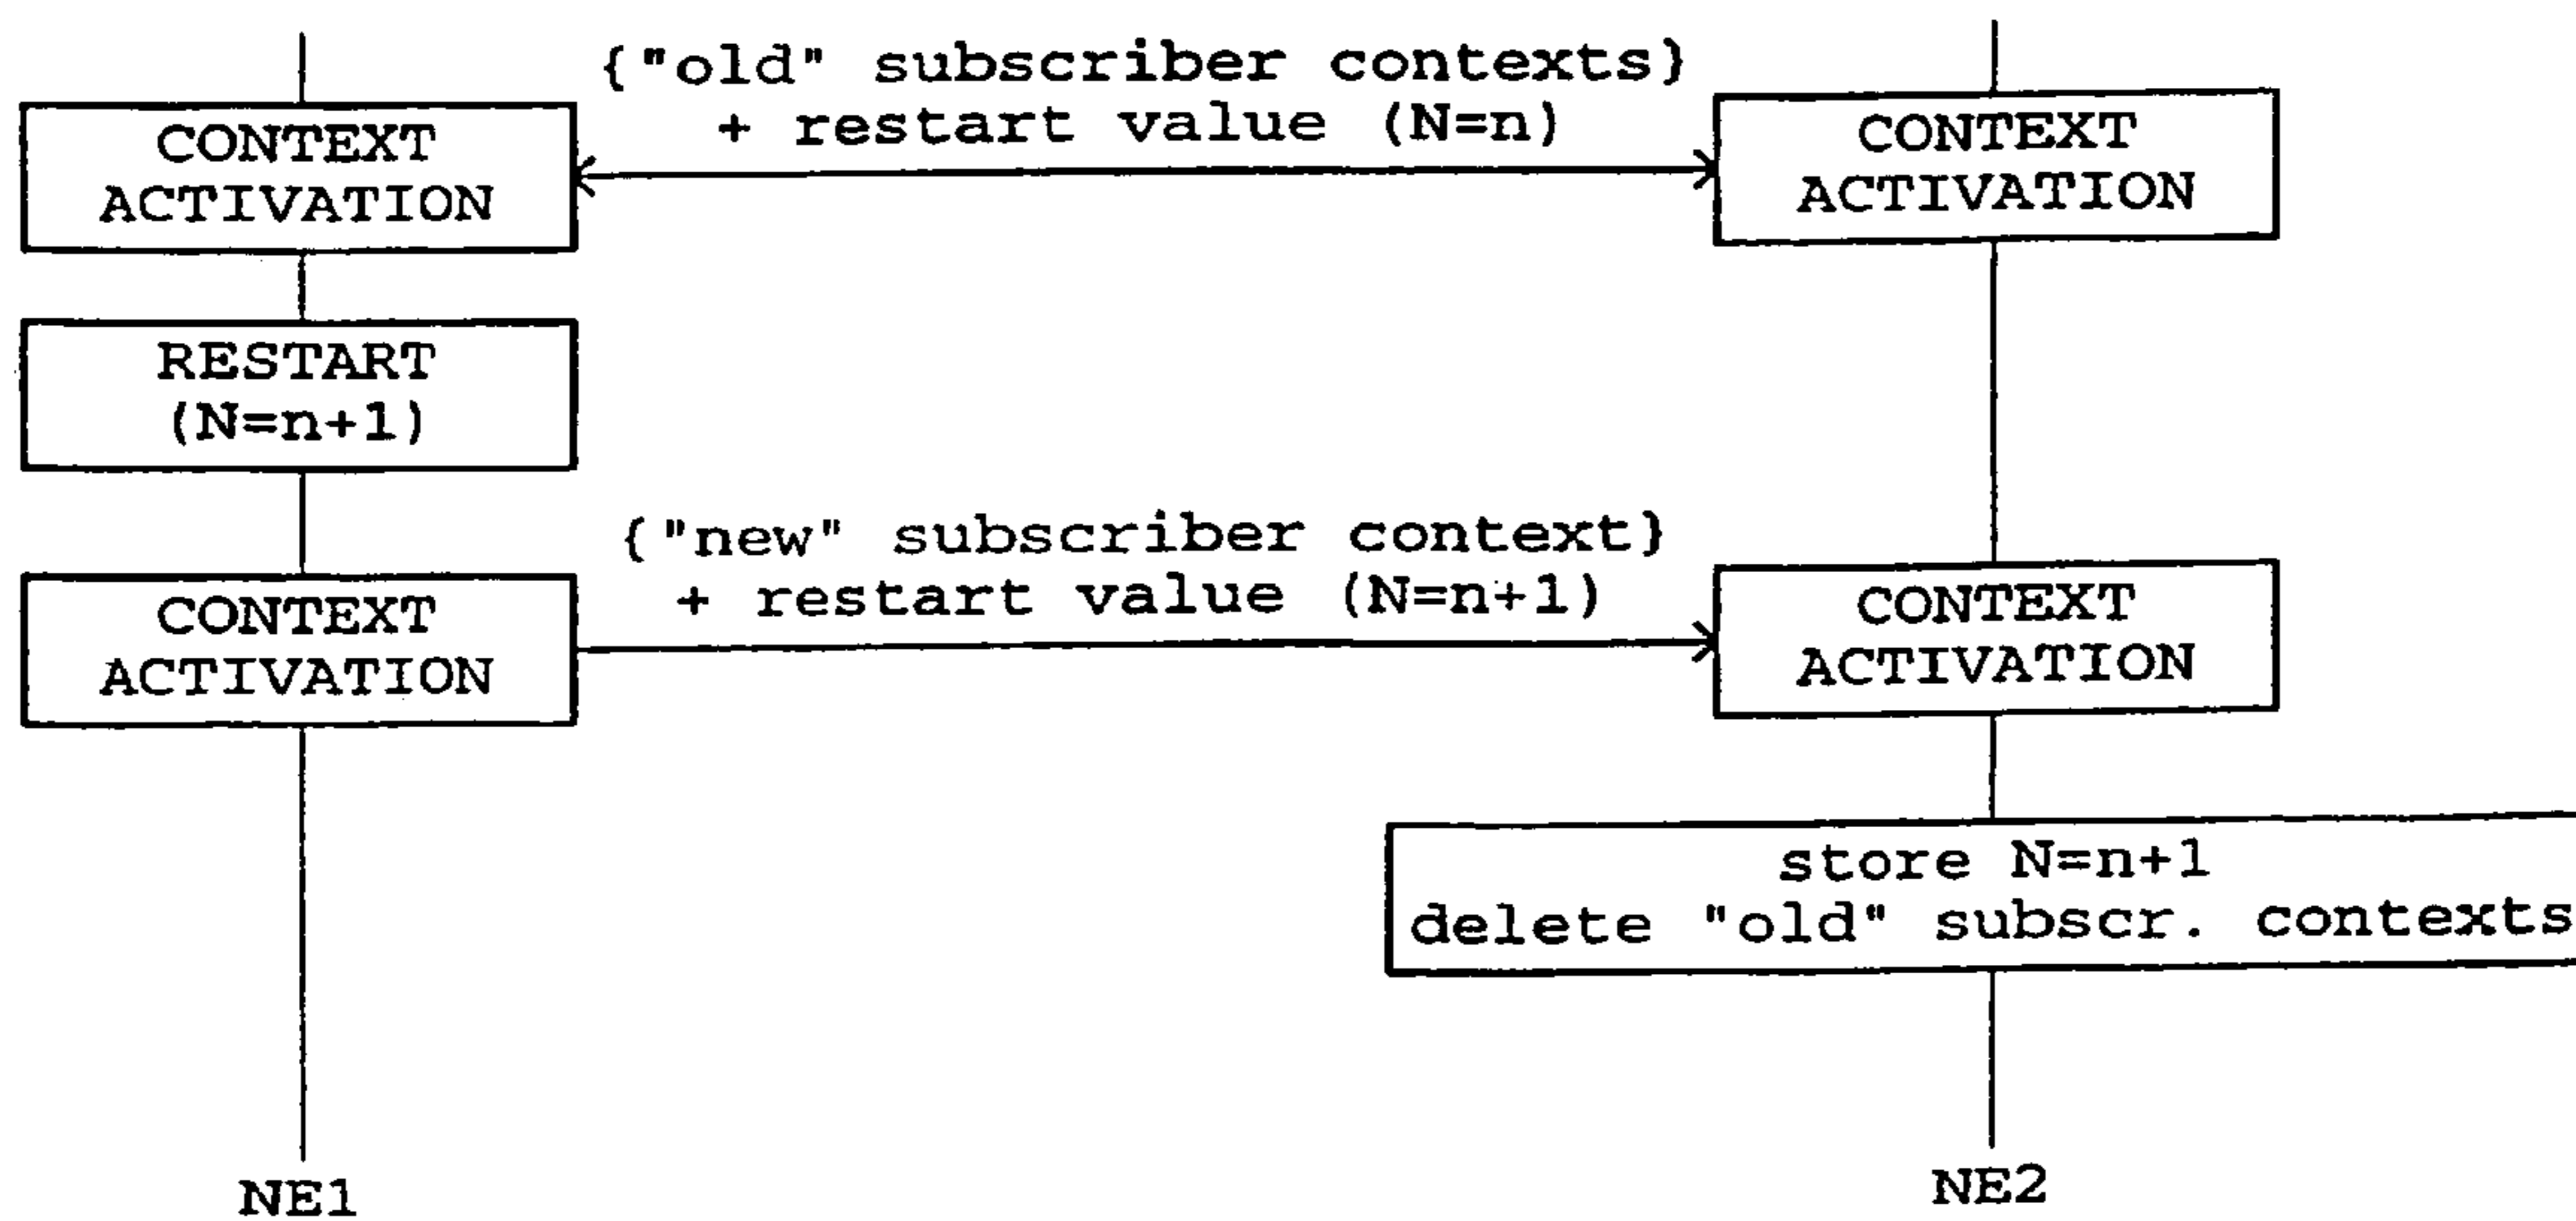 {"old" subscriber contexts}
+ restart value (N=n)
CONTEXT
ACTIVATION
CONTEXT
ACTIVATION
RESTART
(N=n+1)
{"new" subscriber context}
+ restart value (N=n+1)
CONTEXT
ACTIVATION
CONTEXT
ACTIVATION
store N=n+1
delete "old" subscr. contexts
NE1
NE2